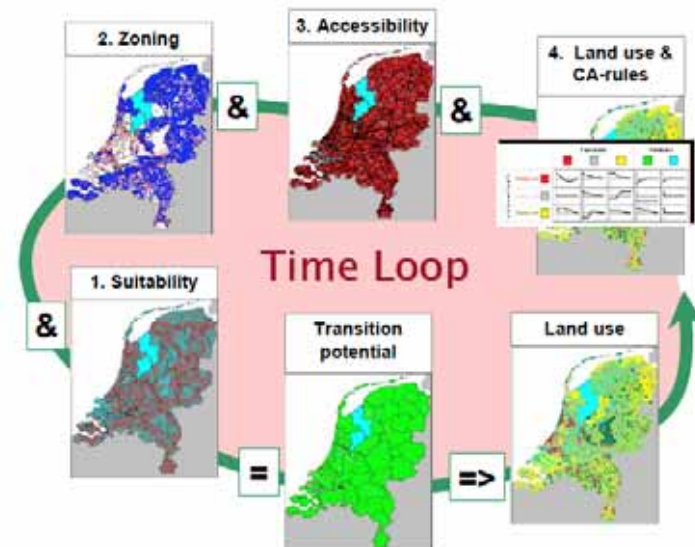 2. Zoning
&
3. Accessibility
&
4. Land use &
CA-rules
Time Loop
&
1. Suitability
=
Transition
potential
=>
Land use